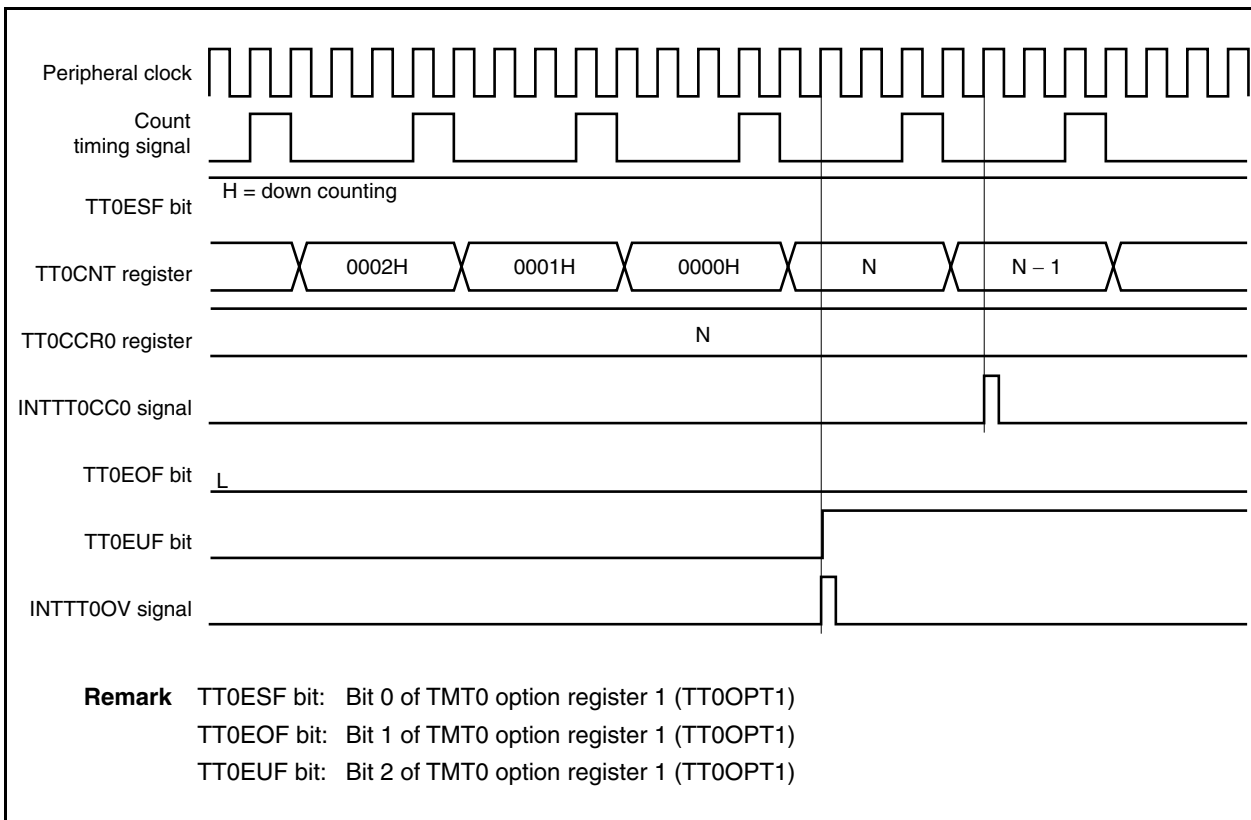 Peripheral clock
Count
timing signal
H = down counting
TT0ESF bit
TT0CNT register 0002H 0001H 0000H N N − 1
TT0CCR0 register N
INTTT0CC0 signal
TT0EOF bit L
TT0EUF bit
INTTT0OV signal
Remark TT0ESF bit: Bit 0 of TMT0 option register 1 (TT0OPT1)
TT0EOF bit: Bit 1 of TMT0 option register 1 (TT0OPT1)
TT0EUF bit: Bit 2 of TMT0 option register 1 (TT0OPT1)